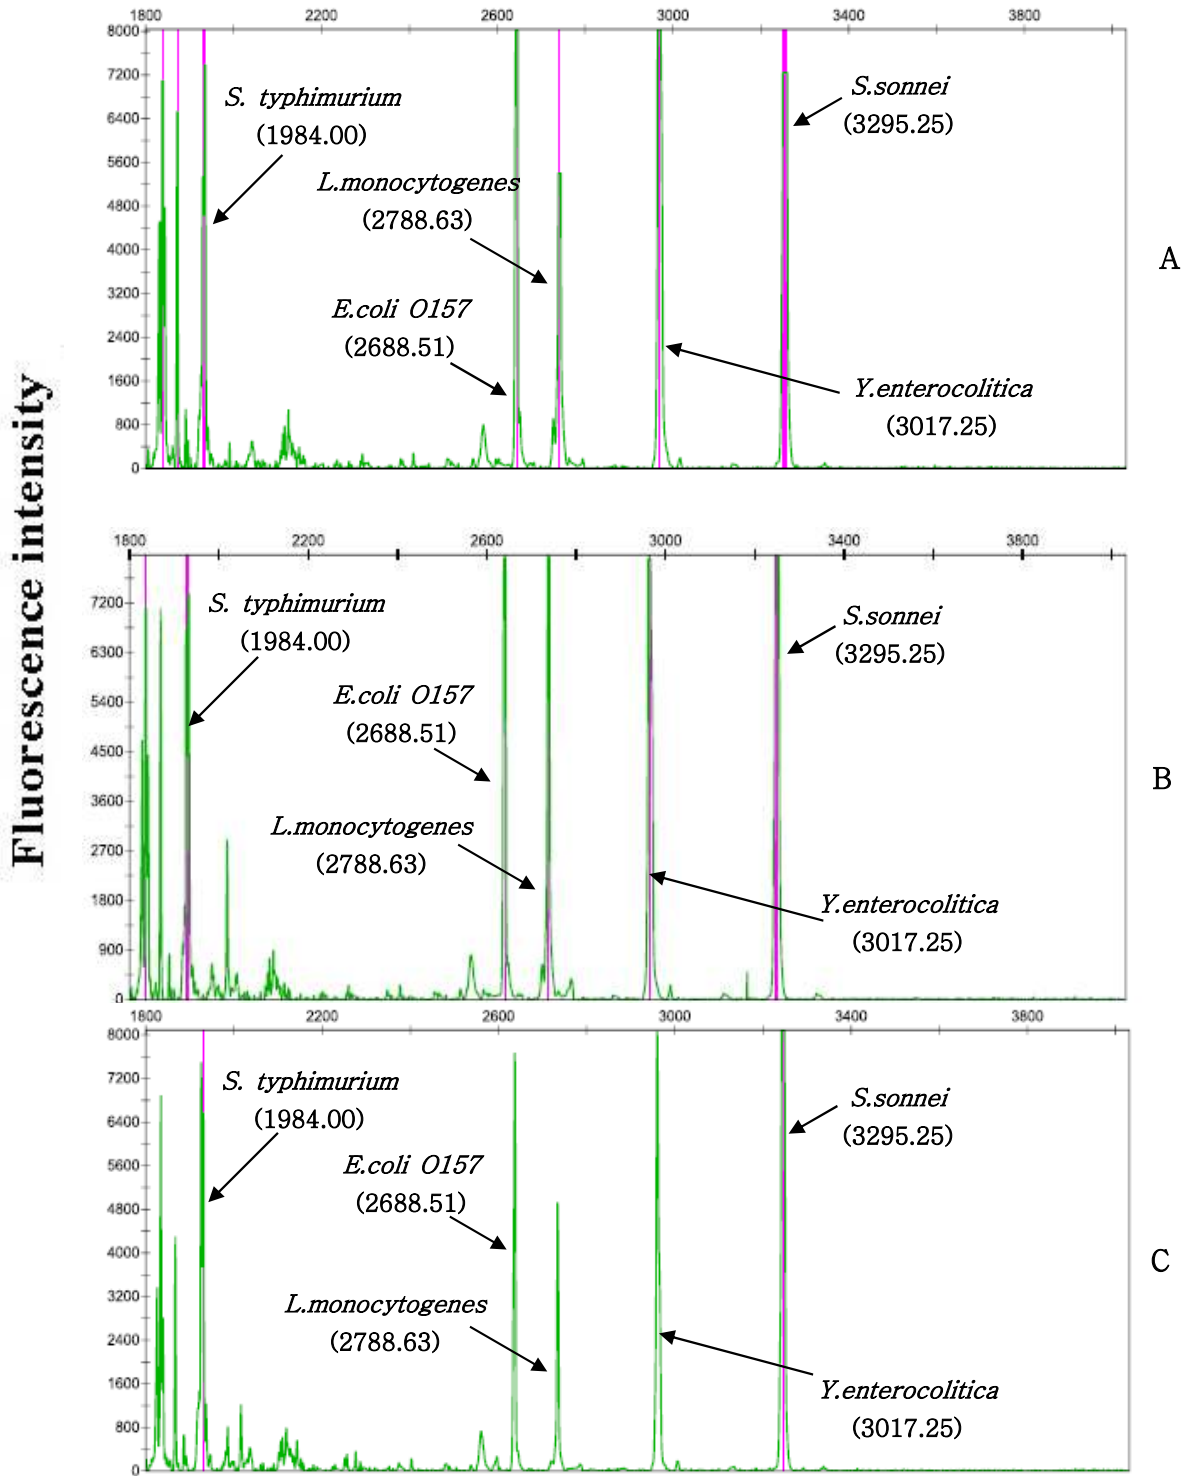 Fluorescence intensity
1800 2200 2600 3000 3400 3800
8000
7200
6400
5600
4800
4000
3200
2400
1600
800
0
S. typhimurium
(1984.00)
L.monocytogenes
(2788.63)
E.coli O157
(2688.51)
S.sonnei
(3295.25)
Y.enterocolitica
(3017.25)
A
1800 2200 2600 3000 3400 3800
7200
6300
5400
4500
3600
2700
1800
900
0
S. typhimurium
(1984.00)
E.coli O157
(2688.51)
L.monocytogenes
(2788.63)
S.sonnei
(3295.25)
Y.enterocolitica
(3017.25)
B
1800 2200 2600 3000 3400 3800
8000
7200
6400
5600
4800
4000
3200
2400
1600
800
0
S. typhimurium
(1984.00)
E.coli O157
(2688.51)
L.monocytogenes
(2788.63)
S.sonnei
(3295.25)
Y.enterocolitica
(3017.25)
C